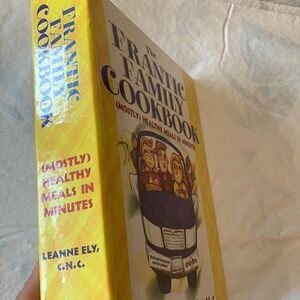 FRANTIC
FAMILY
COOKBOOK
(MOSTLY)
HEALTHY
MEALS IN
MINUTES
LEANNE ELY,
C.N.C.
The
FRANTIC
FAMILY
COOKBOOK
(MOSTLY) HEALTHY MEALS IN MINUTES